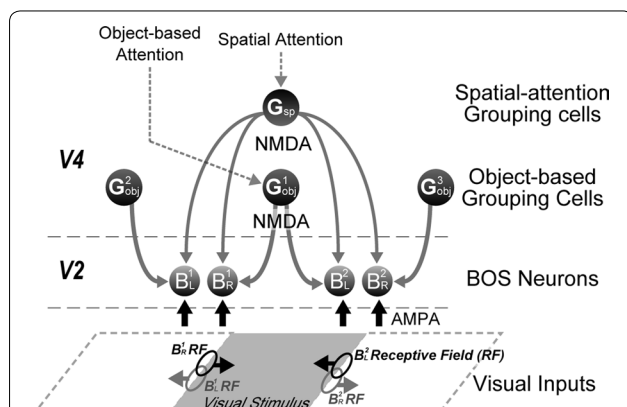 Object-based
Attention
Spatial Attention
Spatial-attention
Grouping cells
Gsp
NMDA
V4
G²obj
G¹obj
G³obj
Object-based
Grouping Cells
NMDA
V2
B¹L
B¹R
B²L
B²R
BOS Neurons
AMPA
B¹R RF
B¹L RF
B²L Receptive Field (RF)
B²R RF
Visual Stimulus
Visual Inputs